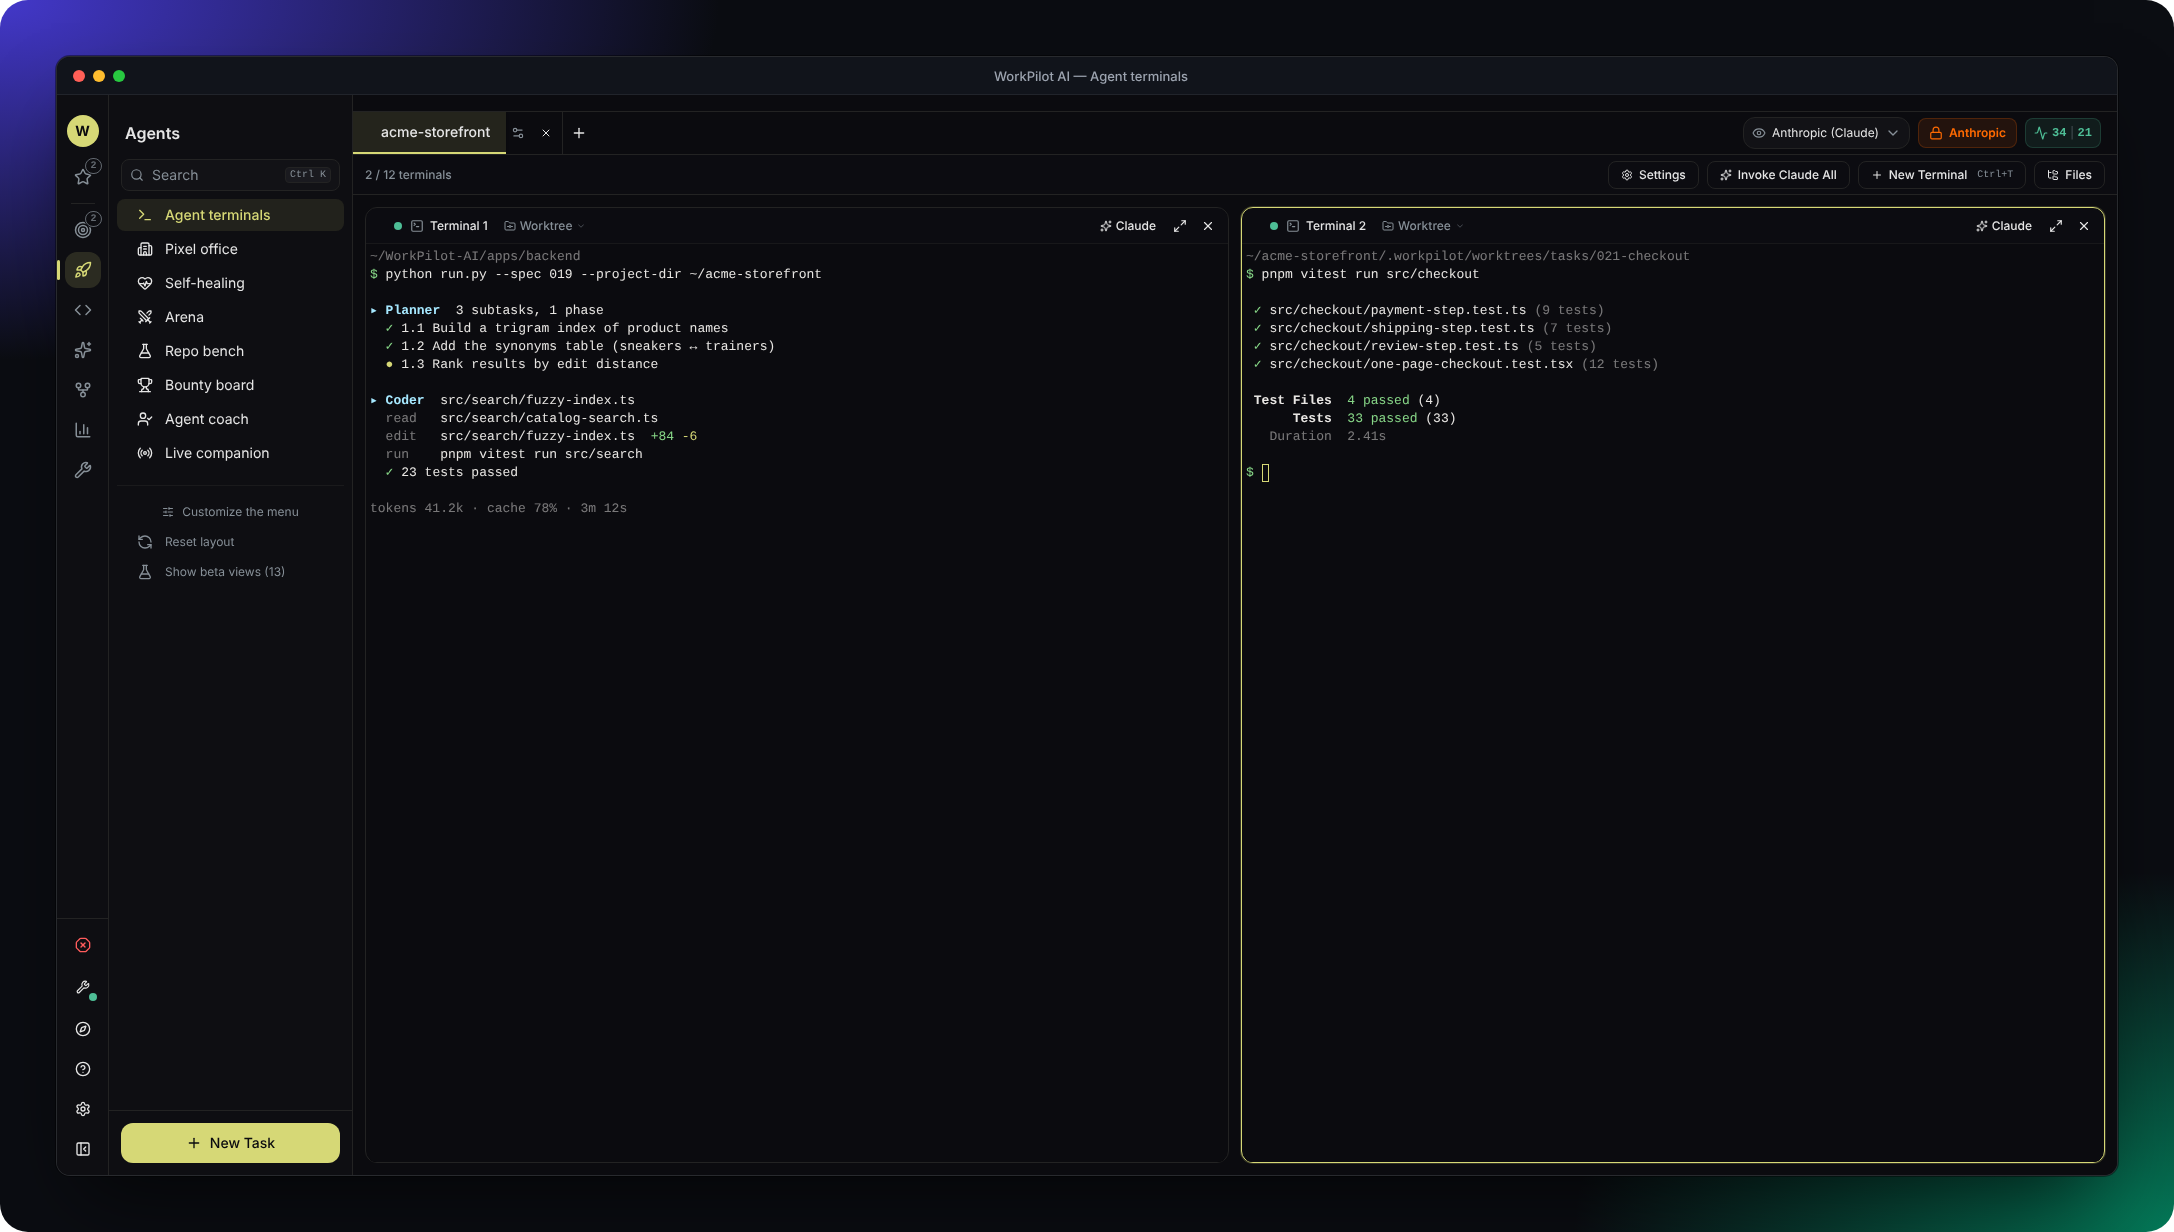 WorkPilot AI — Agent terminals
W
2
2
Agents
Search Ctrl K
Agent terminals
Pixel office
Self-healing
Arena
Repo bench
Bounty board
Agent coach
Live companion
Customize the menu
Reset layout
Show beta views (13)
New Task
acme-storefront
Anthropic (Claude)
Anthropic
34 | 21
2 / 12 terminals
Settings
Invoke Claude All
New Terminal Ctrl+T
Files
Terminal 1 Worktree
Claude
~/WorkPilot-AI/apps/backend
$ python run.py --spec 019 --project-dir ~/acme-storefront
▸ Planner 3 subtasks, 1 phase
✓ 1.1 Build a trigram index of product names
✓ 1.2 Add the synonyms table (sneakers ↔ trainers)
● 1.3 Rank results by edit distance
▸ Coder src/search/fuzzy-index.ts
read src/search/catalog-search.ts
edit src/search/fuzzy-index.ts +84 -6
run pnpm vitest run src/search
✓ 23 tests passed
tokens 41.2k · cache 78% · 3m 12s
Terminal 2 Worktree
Claude
~/acme-storefront/.workpilot/worktrees/tasks/021-checkout
$ pnpm vitest run src/checkout
✓ src/checkout/payment-step.test.ts (9 tests)
✓ src/checkout/shipping-step.test.ts (7 tests)
✓ src/checkout/review-step.test.ts (5 tests)
✓ src/checkout/one-page-checkout.test.tsx (12 tests)
Test Files 4 passed (4)
Tests 33 passed (33)
Duration 2.41s
$